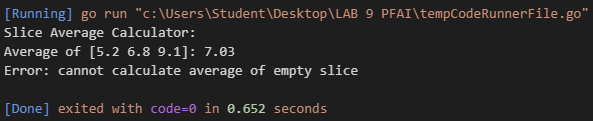 [Running] go run "c:\Users\Student\Desktop\LAB 9 PFAI\tempCodeRunnerFile.go"
Slice Average Calculator:
Average of [5.2 6.8 9.1]: 7.03
Error: cannot calculate average of empty slice
[Done] exited with code=0 in 0.652 seconds